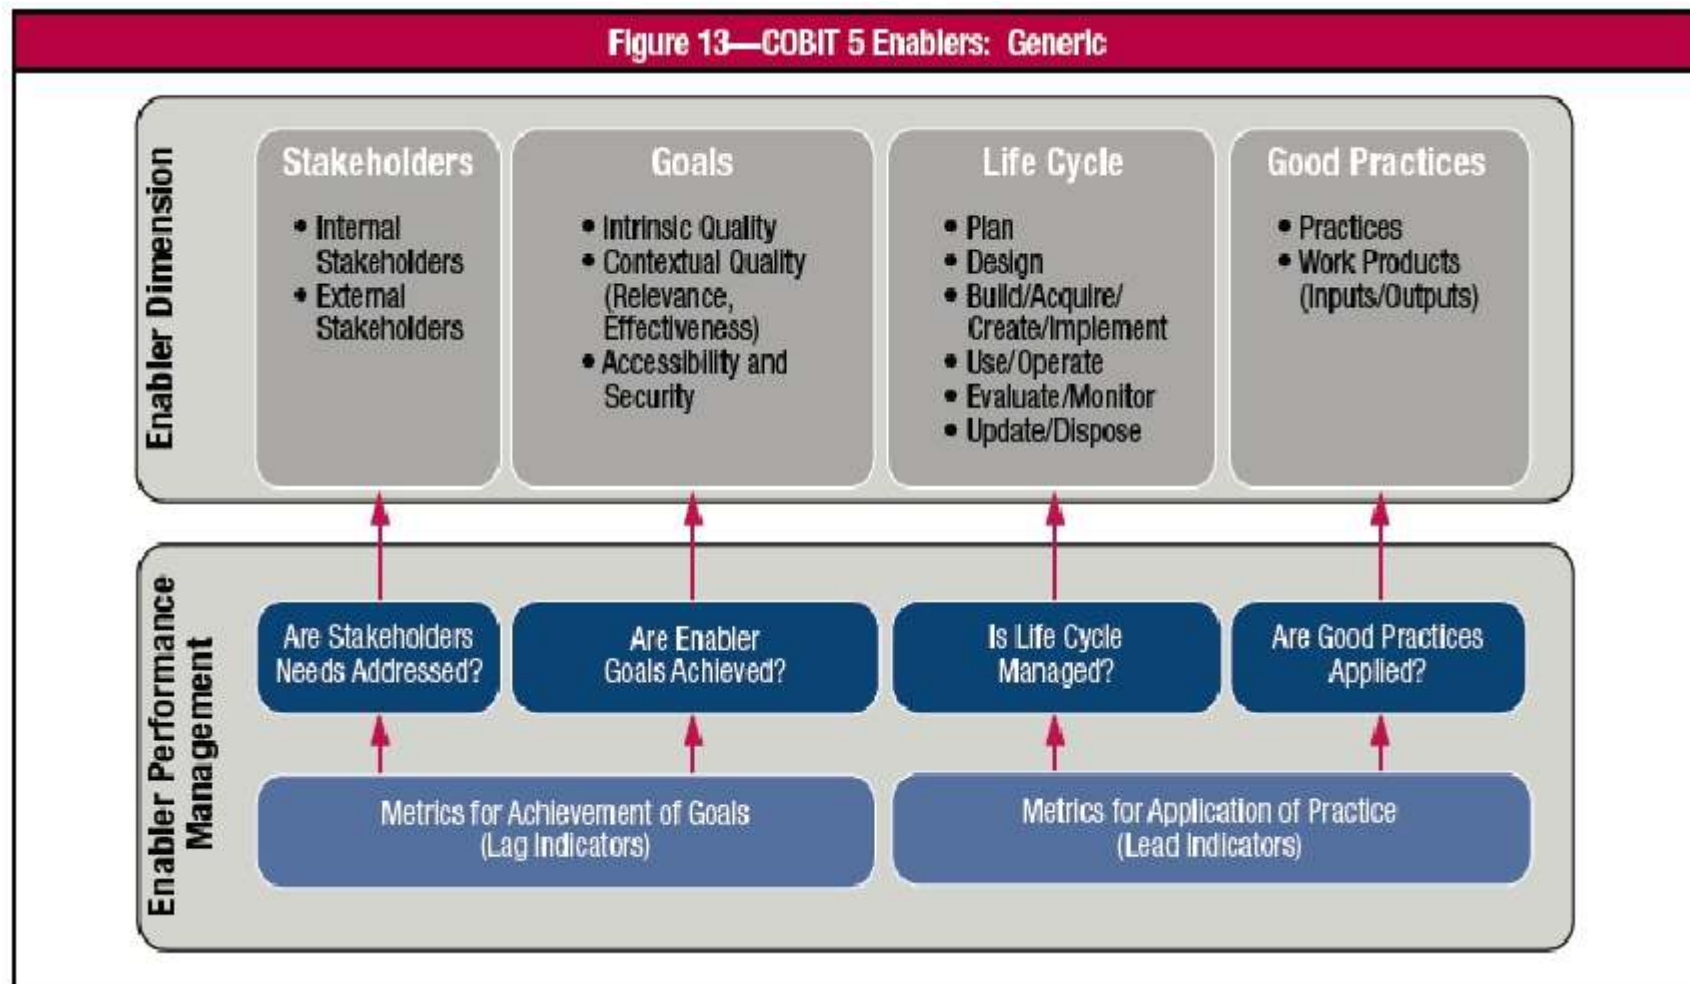 Figure 13—COBIT 5 Enablers: Generic
Enabler Dimension
Stakeholders
• Internal
Stakeholders
• External
Stakeholders
Goals
• Intrinsic Quality
• Contextual Quality
(Relevance,
Effectiveness)
• Accessibility and
Security
Life Cycle
• Plan
• Design
• Build/Acquire/
Create/Implement
• Use/Operate
• Evaluate/Monitor
• Update/Dispose
Good Practices
• Practices
• Work Products
(Inputs/Outputs)
Enabler Performance
Management
Are Stakeholders
Needs Addressed?
Are Enabler
Goals Achieved?
Is Life Cycle
Managed?
Are Good Practices
Applied?
Metrics for Achievement of Goals
(Lag Indicators)
Metrics for Application of Practice
(Lead Indicators)